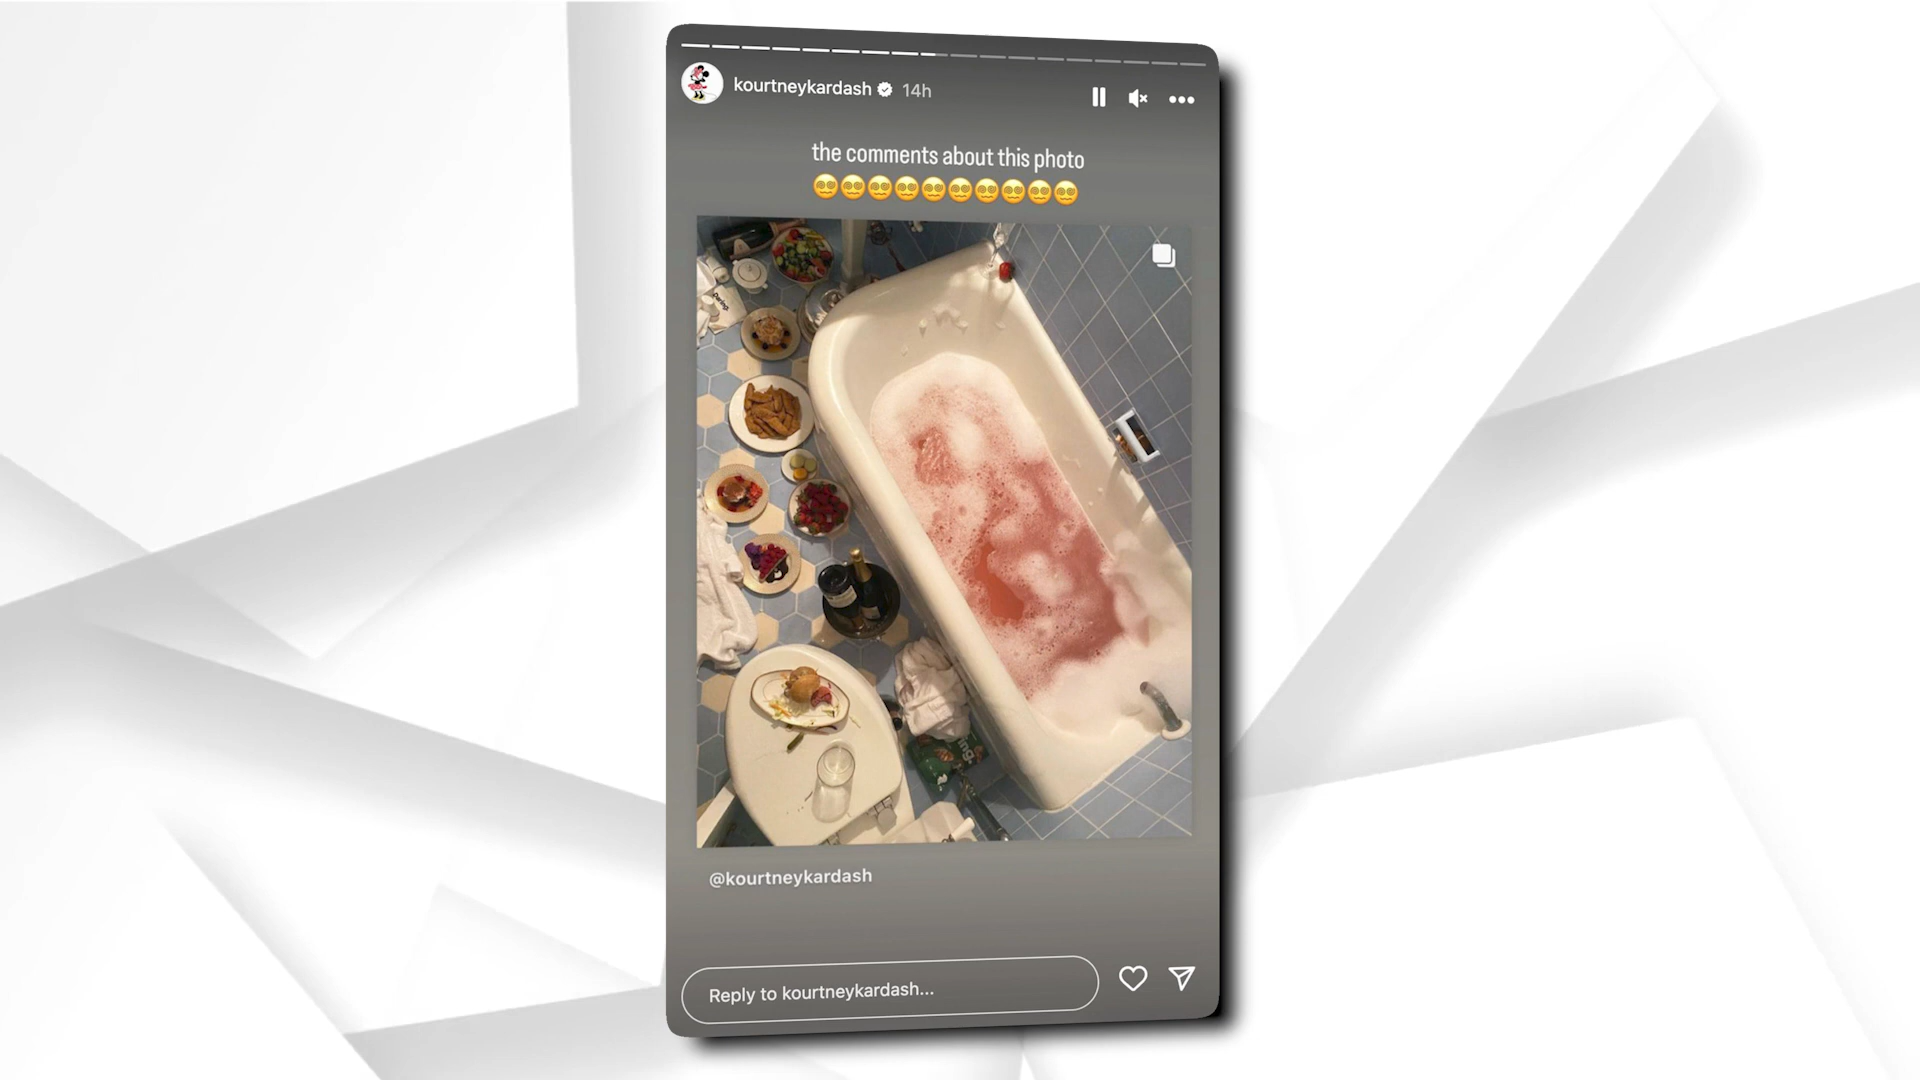 kourtneykardash 14h
the comments about this photo
😵‍💫😵‍💫😵‍💫😵‍💫😵‍💫😵‍💫😵‍💫😵‍💫😵‍💫😵‍💫
@kourtneykardash
Reply to kourtneykardash...